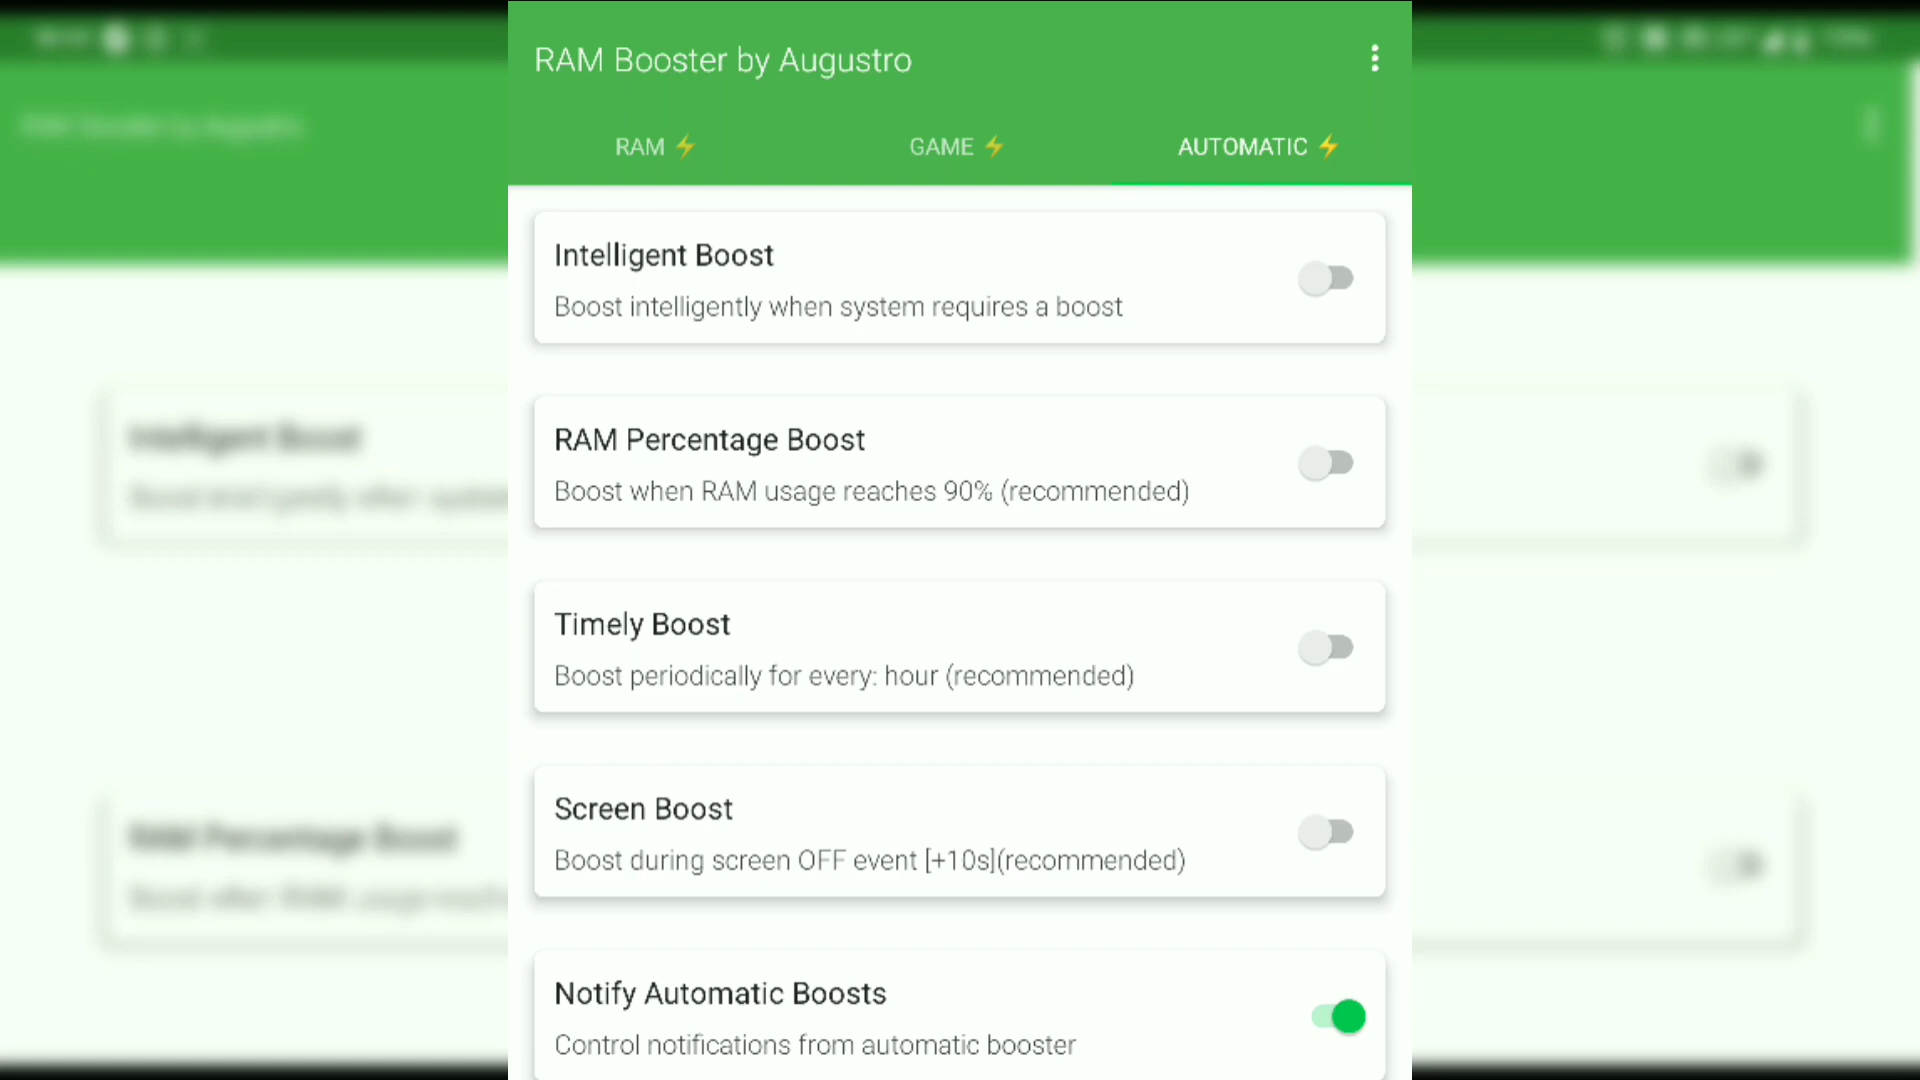 RAM Booster by Augustro
RAM ⚡ GAME ⚡ AUTOMATIC ⚡
Intelligent Boost
Boost intelligently when system requires a boost
RAM Percentage Boost
Boost when RAM usage reaches 90% (recommended)
Timely Boost
Boost periodically for every: hour (recommended)
Screen Boost
Boost during screen OFF event [+10s](recommended)
Notify Automatic Boosts
Control notifications from automatic booster